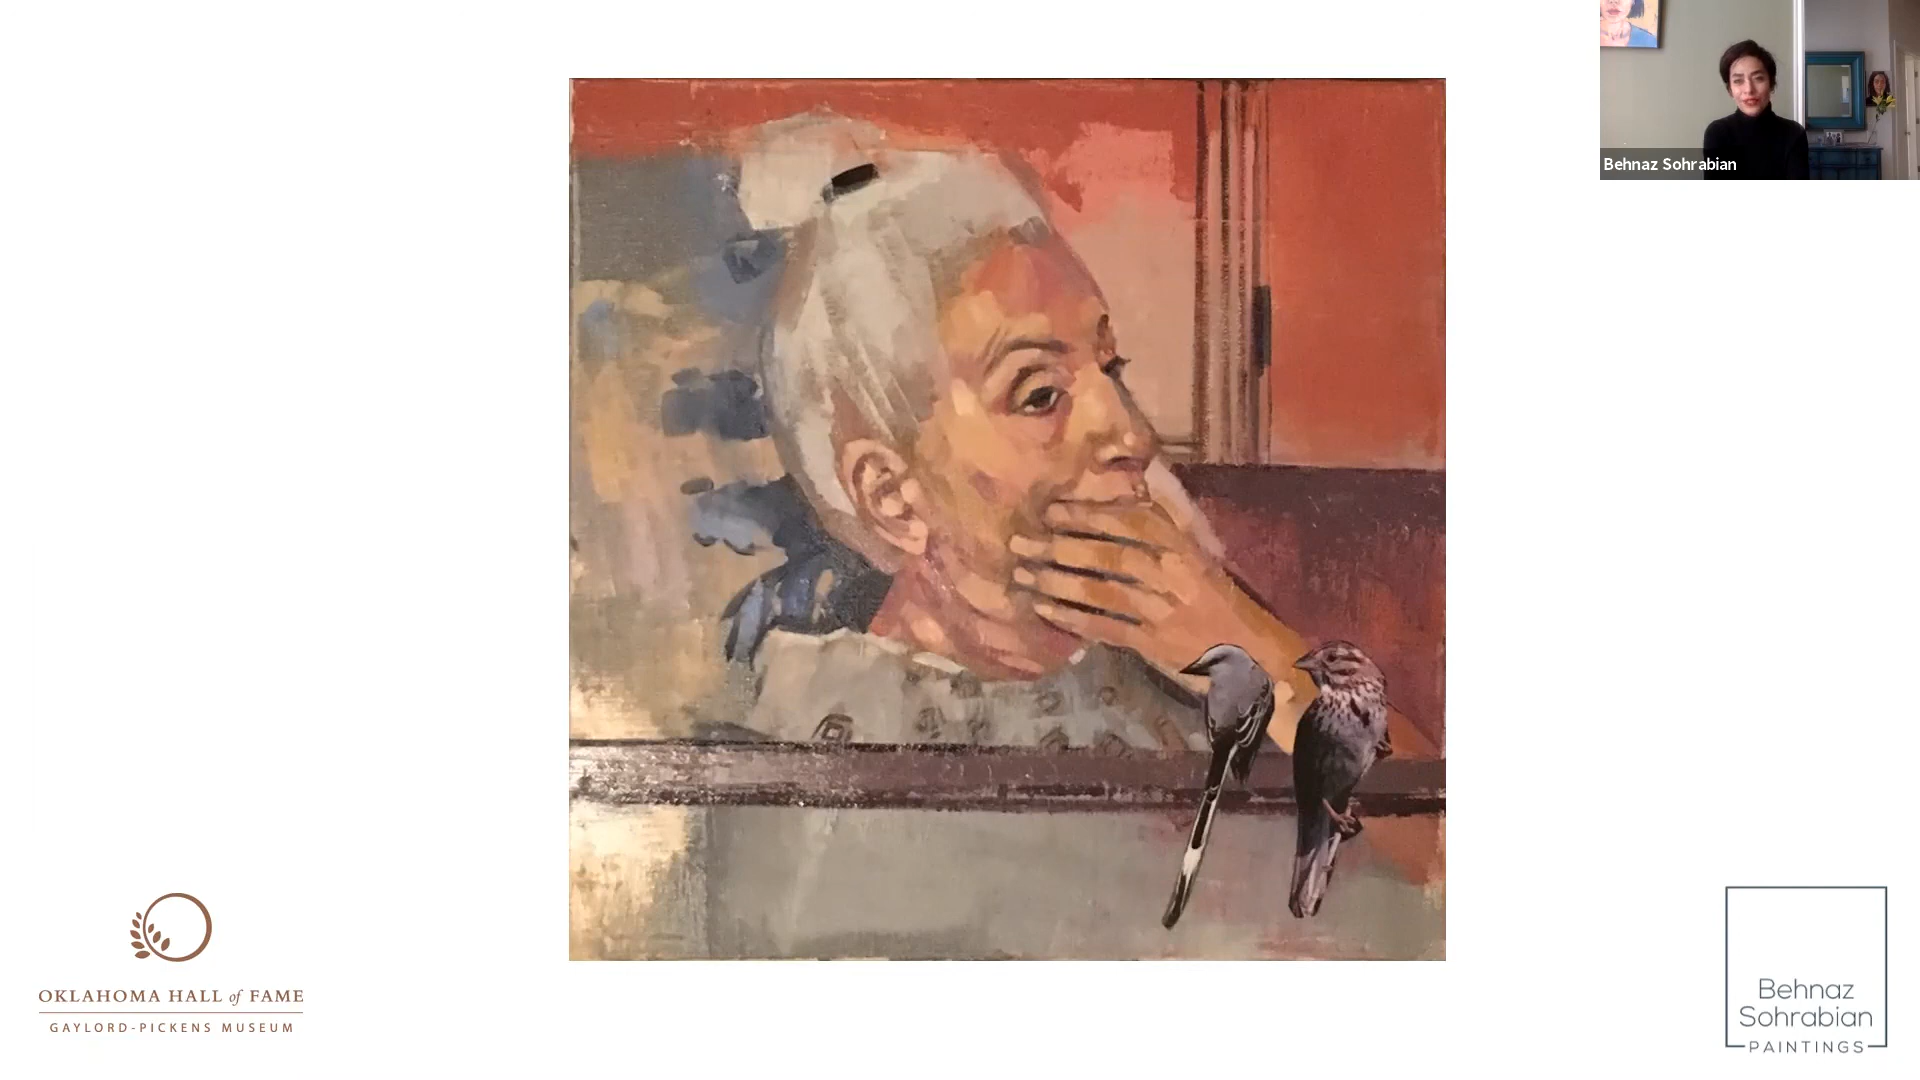 Behnaz Sohrabian
OKLAHOMA HALL of FAME
GAYLORD-PICKENS MUSEUM
Behnaz
Sohrabian
PAINTINGS